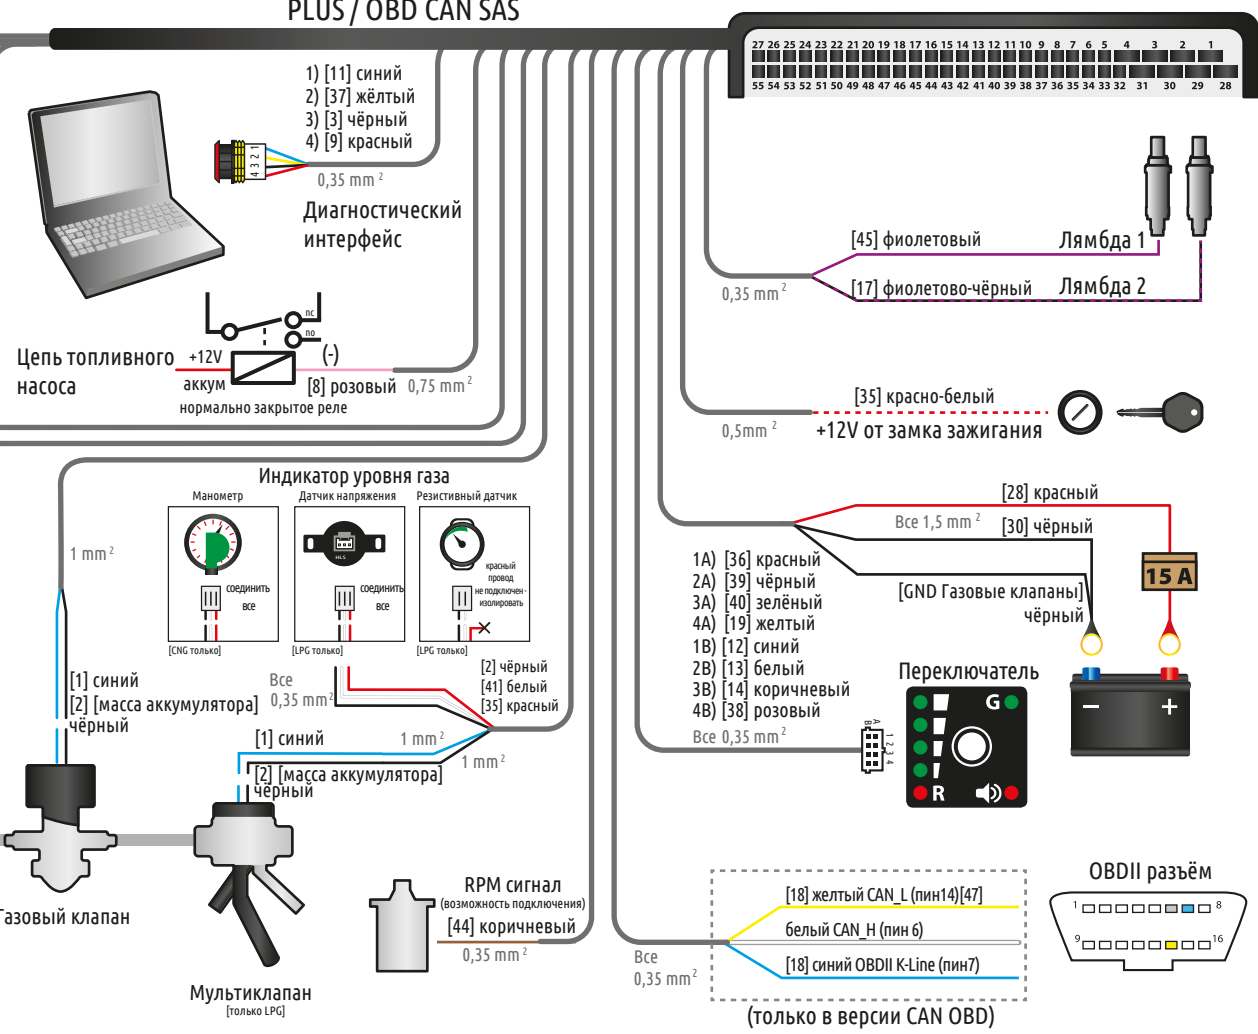 PLUS / OBD CAN SAS
27 26 25 24 23 22 21 20 19 18 17 16 15 14 13 12 11 10 9 8 7 6 5 4 3 2 1
55 54 53 52 51 50 49 48 47 46 45 44 43 42 41 40 39 38 37 36 35 34 33 32 31 30 29 28
1) [11] синий
2) [37] жёлтый
3) [3] чёрный
4) [9] красный
4 3 2 1
0,35 mm 2
Диагностический
интерфейс
[45] фиолетовый
Лямбда 1
0,35 mm 2
[17] фиолетово-чёрный
Лямбда 2
nc
no
Цепь топливного
насоса
+12V
аккум
(-)
[8] розовый
0,75 mm 2
нормально закрытое реле
[35] красно-белый
0,5mm 2
+12V от замка зажигания
Индикатор уровня газа
Манометр
Датчик напряжения
Резистивный датчик
HLS
соединить
все
соединить
все
красный
провод
не подключен -
изолировать
[CNG только]
[LPG только]
[LPG только]
1 mm 2
[28] красный
Все 1,5 mm 2
[30] чёрный
15 A
[GND Газовые клапаны]
чёрный
1A) [36] красный
2A) [39] чёрный
3A) [40] зелёный
4A) [19] желтый
1B) [12] синий
2B) [13] белый
3B) [14] коричневый
4B) [38] розовый
Все 0,35 mm 2
A
B
1 2 3 4
Переключатель
G
R
− +
[2] чёрный
[41] белый
[35] красный
Все
0,35 mm 2
[1] синий
[2] [масса аккумулятора]
чёрный
[1] синий
1 mm 2
1 mm 2
[2] [масса аккумулятора]
чёрный
Газовый клапан
Мультиклапан
[только LPG]
RPM сигнал
(возможность подключения)
[44] коричневый
0,35 mm 2
Все
0,35 mm 2
[18] желтый CAN_L (пин14)[47]
белый CAN_H (пин 6)
[18] синий OBDII K-Line (пин7)
(только в версии CAN OBD)
OBDII разъём
1 8
9 16